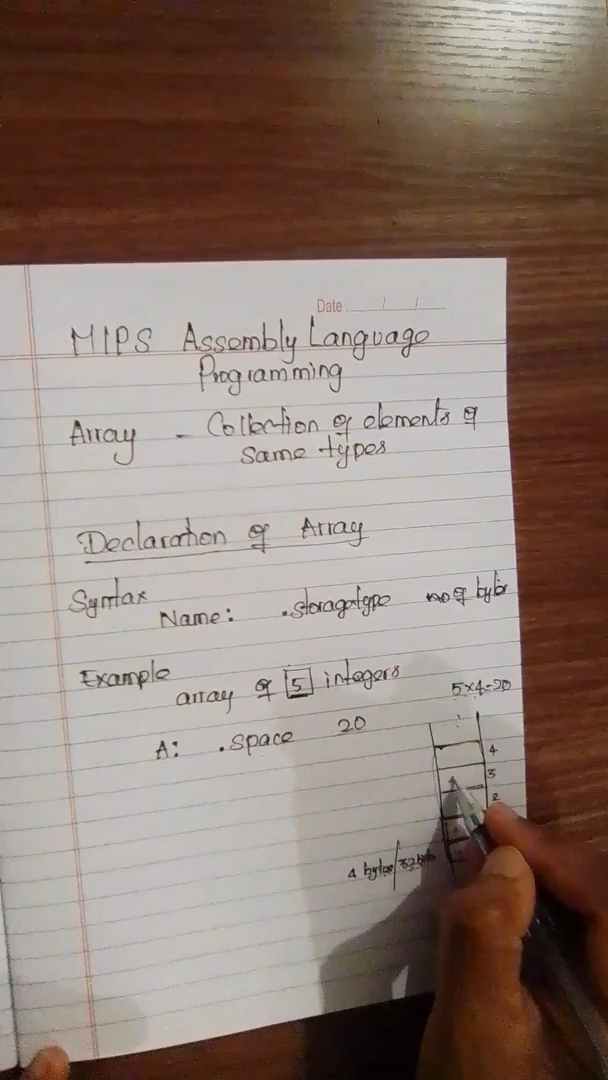 Date : / /
MIPS Assembly Language
Programming
Array - Collection of elements of
same types
Declaration of Array
Syntax
Name: .storagetype no of bytes
Example
array of 5 integers
5×4=20
A: .space 20
4
3
2
4 bytes/32 bits